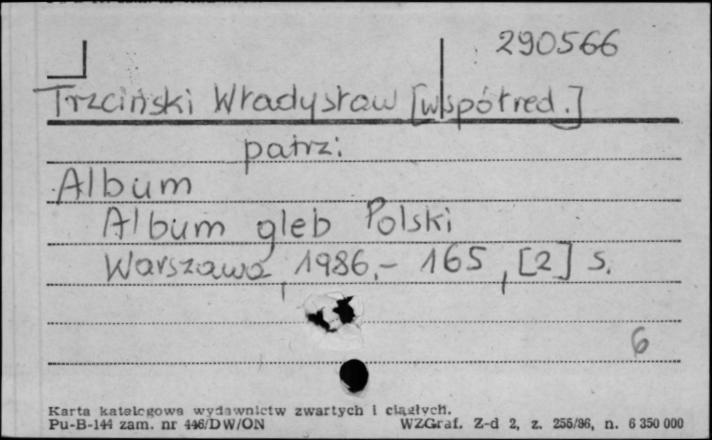 290566
Trzciński Władysław [współred.]
patrz:
Album
Album gleb Polski
Warszawa, 1986.- 165, [2] s.
6
Karta katalogowa wydawnictw zwartych i ciągłych.
Pu-B-144 zam. nr 446/DW/ON WZGraf. Z-d 2, z. 256/86, n. 6 350 000